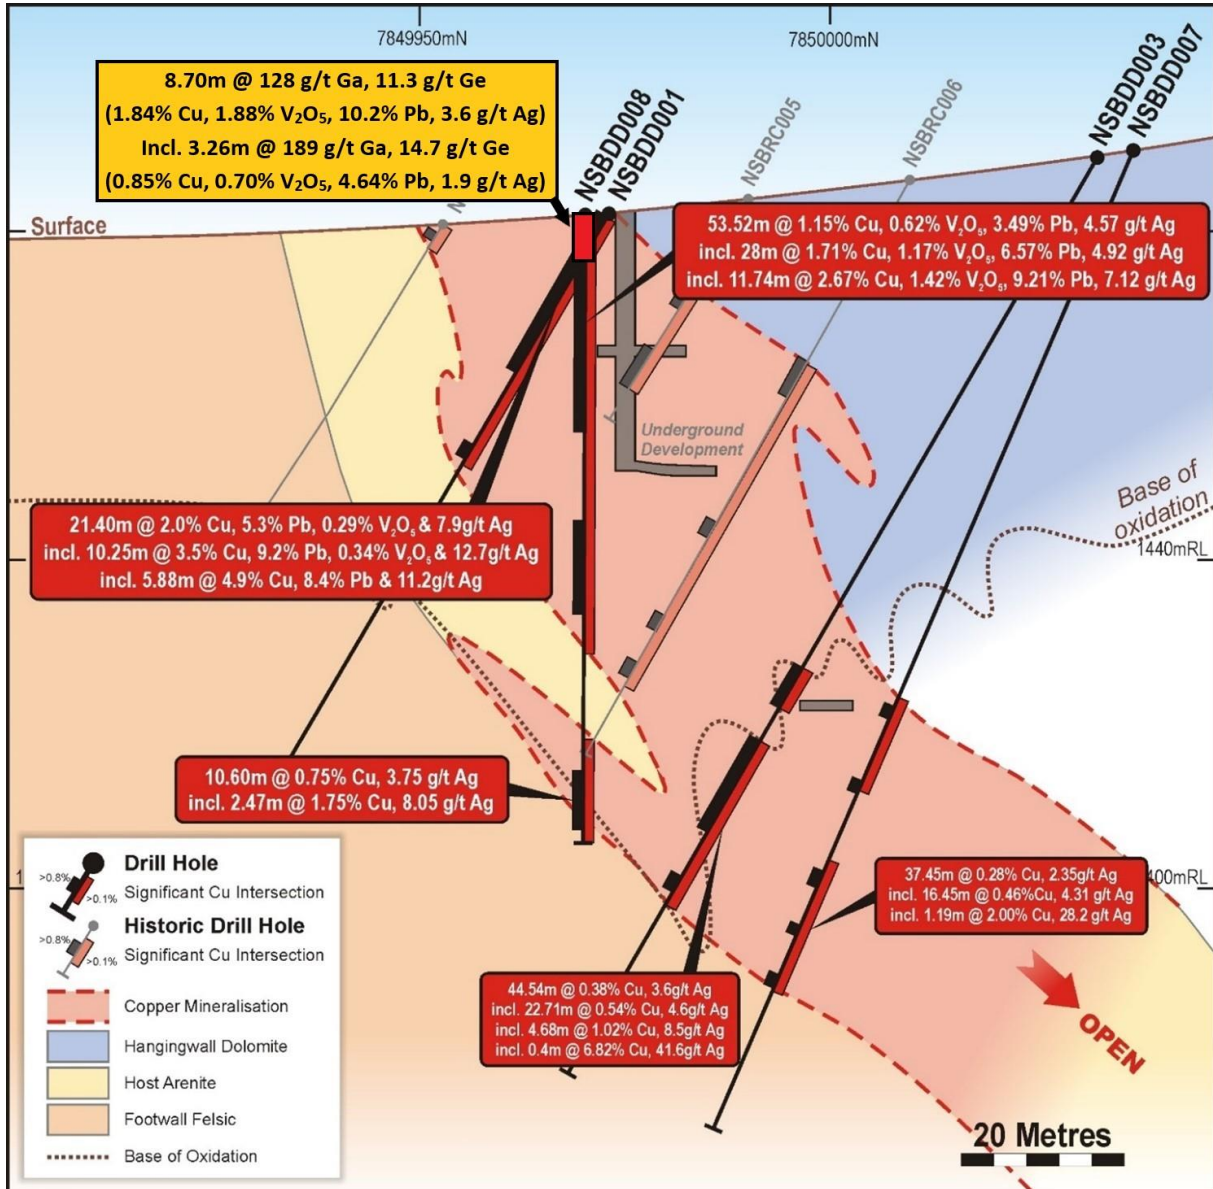 7849950mN
7850000mN
8.70m @ 128 g/t Ga, 11.3 g/t Ge
(1.84% Cu, 1.88% V₂O₅, 10.2% Pb, 3.6 g/t Ag)
Incl. 3.26m @ 189 g/t Ga, 14.7 g/t Ge
(0.85% Cu, 0.70% V₂O₅, 4.64% Pb, 1.9 g/t Ag)
NSBDD008
NSBDD001
NSBRC005
NSBRC006
NSBDD003
NSBDD007
Surface
53.52m @ 1.15% Cu, 0.62% V₂O₅, 3.49% Pb, 4.57 g/t Ag
incl. 28m @ 1.71% Cu, 1.17% V₂O₅, 6.57% Pb, 4.92 g/t Ag
incl. 11.74m @ 2.67% Cu, 1.42% V₂O₅, 9.21% Pb, 7.12 g/t Ag
Underground
Development
Base of
oxidation
1440mRL
21.40m @ 2.0% Cu, 5.3% Pb, 0.29% V₂O₅ & 7.9g/t Ag
incl. 10.25m @ 3.5% Cu, 9.2% Pb, 0.34% V₂O₅ & 12.7g/t Ag
incl. 5.88m @ 4.9% Cu, 8.4% Pb & 11.2g/t Ag
10.60m @ 0.75% Cu, 3.75 g/t Ag
incl. 2.47m @ 1.75% Cu, 8.05 g/t Ag
37.45m @ 0.28% Cu, 2.35g/t Ag
incl. 16.45m @ 0.46%Cu, 4.31 g/t Ag
incl. 1.19m @ 2.00% Cu, 28.2 g/t Ag
400mRL
44.54m @ 0.38% Cu, 3.6g/t Ag
incl. 22.71m @ 0.54% Cu, 4.6g/t Ag
incl. 4.68m @ 1.02% Cu, 8.5g/t Ag
incl. 0.4m @ 6.82% Cu, 41.6g/t Ag
OPEN
20 Metres
Drill Hole
>0.8%
>0.1%
Significant Cu Intersection
Historic Drill Hole
>0.8%
>0.1%
Significant Cu Intersection
Copper Mineralisation
Hangingwall Dolomite
Host Arenite
Footwall Felsic
Base of Oxidation